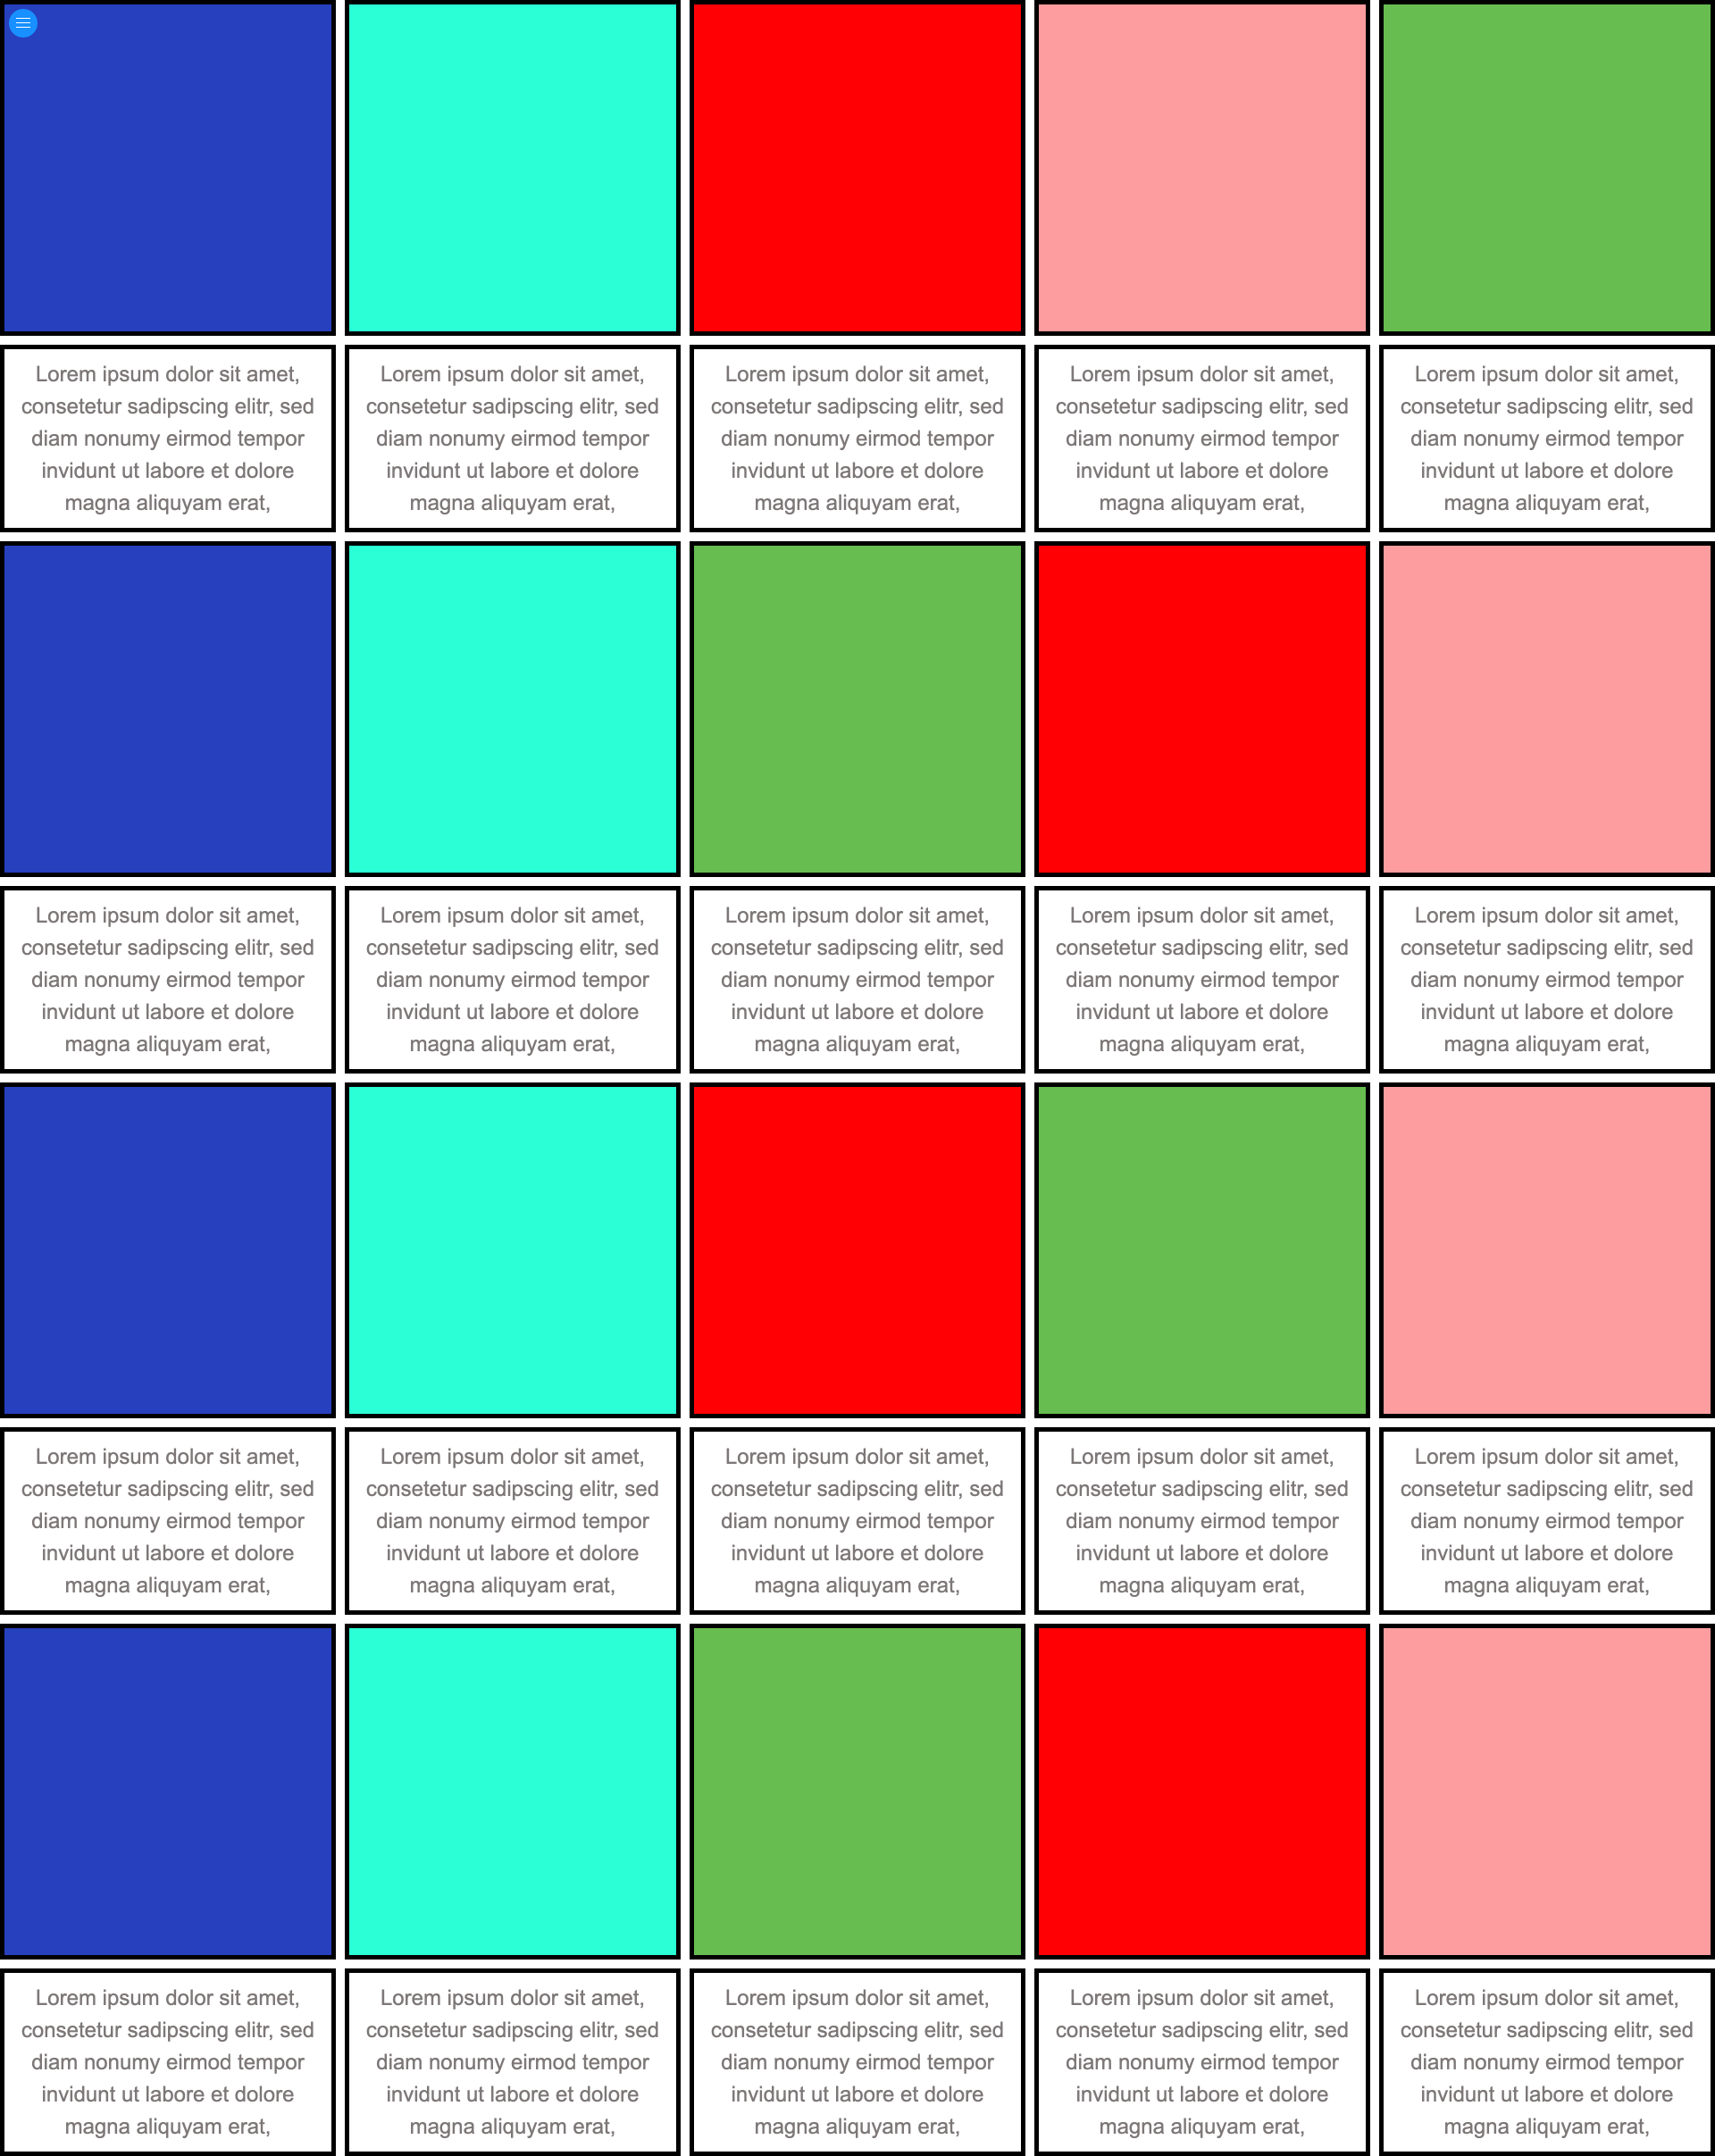 Lorem ipsum dolor sit amet,
consetetur sadipscing elitr, sed
diam nonumy eirmod tempor
invidunt ut labore et dolore
magna aliquyam erat,
Lorem ipsum dolor sit amet,
consetetur sadipscing elitr, sed
diam nonumy eirmod tempor
invidunt ut labore et dolore
magna aliquyam erat,
Lorem ipsum dolor sit amet,
consetetur sadipscing elitr, sed
diam nonumy eirmod tempor
invidunt ut labore et dolore
magna aliquyam erat,
Lorem ipsum dolor sit amet,
consetetur sadipscing elitr, sed
diam nonumy eirmod tempor
invidunt ut labore et dolore
magna aliquyam erat,
Lorem ipsum dolor sit amet,
consetetur sadipscing elitr, sed
diam nonumy eirmod tempor
invidunt ut labore et dolore
magna aliquyam erat,
Lorem ipsum dolor sit amet,
consetetur sadipscing elitr, sed
diam nonumy eirmod tempor
invidunt ut labore et dolore
magna aliquyam erat,
Lorem ipsum dolor sit amet,
consetetur sadipscing elitr, sed
diam nonumy eirmod tempor
invidunt ut labore et dolore
magna aliquyam erat,
Lorem ipsum dolor sit amet,
consetetur sadipscing elitr, sed
diam nonumy eirmod tempor
invidunt ut labore et dolore
magna aliquyam erat,
Lorem ipsum dolor sit amet,
consetetur sadipscing elitr, sed
diam nonumy eirmod tempor
invidunt ut labore et dolore
magna aliquyam erat,
Lorem ipsum dolor sit amet,
consetetur sadipscing elitr, sed
diam nonumy eirmod tempor
invidunt ut labore et dolore
magna aliquyam erat,
Lorem ipsum dolor sit amet,
consetetur sadipscing elitr, sed
diam nonumy eirmod tempor
invidunt ut labore et dolore
magna aliquyam erat,
Lorem ipsum dolor sit amet,
consetetur sadipscing elitr, sed
diam nonumy eirmod tempor
invidunt ut labore et dolore
magna aliquyam erat,
Lorem ipsum dolor sit amet,
consetetur sadipscing elitr, sed
diam nonumy eirmod tempor
invidunt ut labore et dolore
magna aliquyam erat,
Lorem ipsum dolor sit amet,
consetetur sadipscing elitr, sed
diam nonumy eirmod tempor
invidunt ut labore et dolore
magna aliquyam erat,
Lorem ipsum dolor sit amet,
consetetur sadipscing elitr, sed
diam nonumy eirmod tempor
invidunt ut labore et dolore
magna aliquyam erat,
Lorem ipsum dolor sit amet,
consetetur sadipscing elitr, sed
diam nonumy eirmod tempor
invidunt ut labore et dolore
magna aliquyam erat,
Lorem ipsum dolor sit amet,
consetetur sadipscing elitr, sed
diam nonumy eirmod tempor
invidunt ut labore et dolore
magna aliquyam erat,
Lorem ipsum dolor sit amet,
consetetur sadipscing elitr, sed
diam nonumy eirmod tempor
invidunt ut labore et dolore
magna aliquyam erat,
Lorem ipsum dolor sit amet,
consetetur sadipscing elitr, sed
diam nonumy eirmod tempor
invidunt ut labore et dolore
magna aliquyam erat,
Lorem ipsum dolor sit amet,
consetetur sadipscing elitr, sed
diam nonumy eirmod tempor
invidunt ut labore et dolore
magna aliquyam erat,